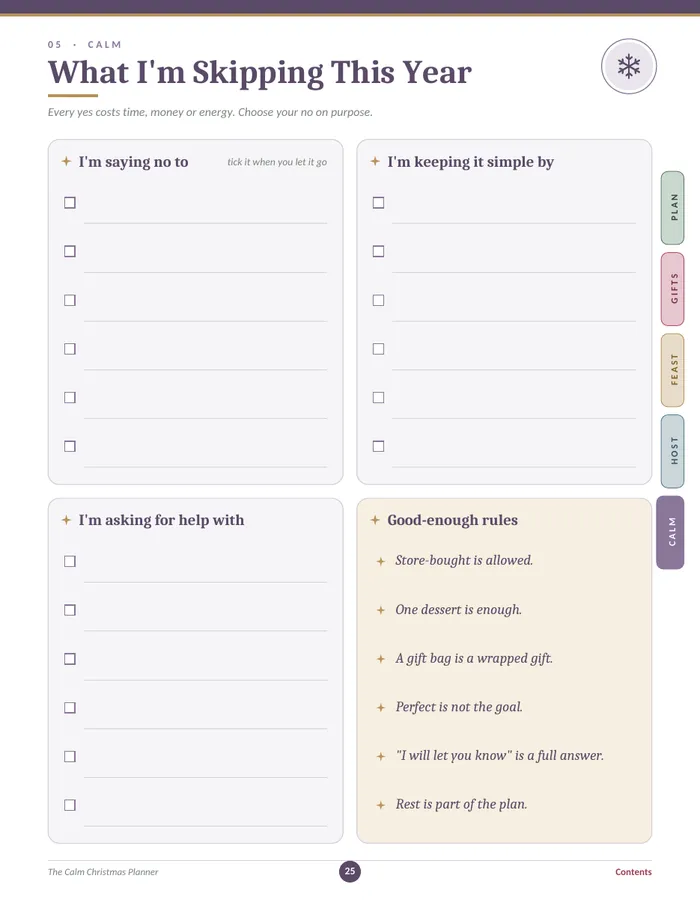 05 · CALM
What I'm Skipping This Year
Every yes costs time, money or energy. Choose your no on purpose.
I'm saying no to
tick it when you let it go
I'm keeping it simple by
I'm asking for help with
Good-enough rules
Store-bought is allowed.
One dessert is enough.
A gift bag is a wrapped gift.
Perfect is not the goal.
"I will let you know" is a full answer.
Rest is part of the plan.
PLAN
GIFTS
FEAST
HOST
CALM
The Calm Christmas Planner
25
Contents